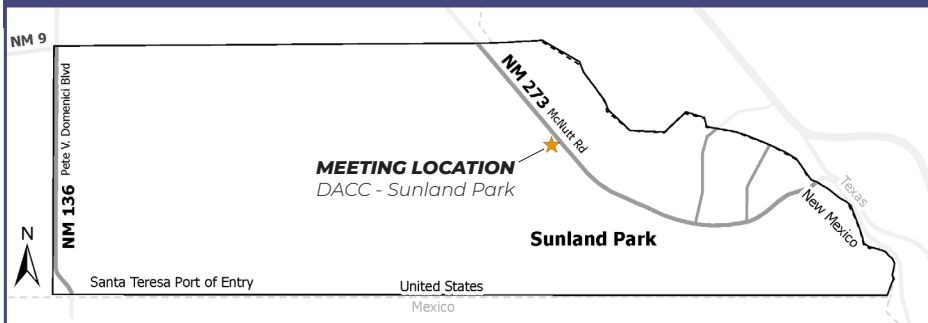 NM 9
NM 136 Pete V. Domenici Blvd
NM 273 McNutt Rd
MEETING LOCATION
DACC - Sunland Park
Texas
New Mexico
Sunland Park
N
Santa Teresa Port of Entry
United States
Mexico